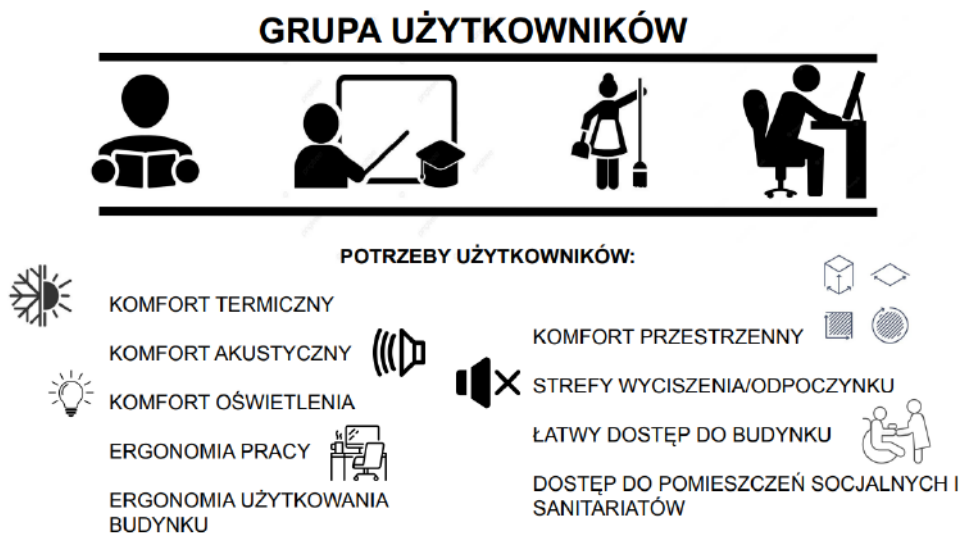 GRUPA UŻYTKOWNIKÓW
POTRZEBY UŻYTKOWNIKÓW:
KOMFORT TERMICZNY
KOMFORT AKUSTYCZNY
KOMFORT OŚWIETLENIA
ERGONOMIA PRACY
ERGONOMIA UŻYTKOWANIA
BUDYNKU
KOMFORT PRZESTRZENNY
STREFY WYCISZENIA/ODPOCZYNKU
ŁATWY DOSTĘP DO BUDYNKU
DOSTĘP DO POMIESZCZEŃ SOCJALNYCH I
SANITARIATÓW